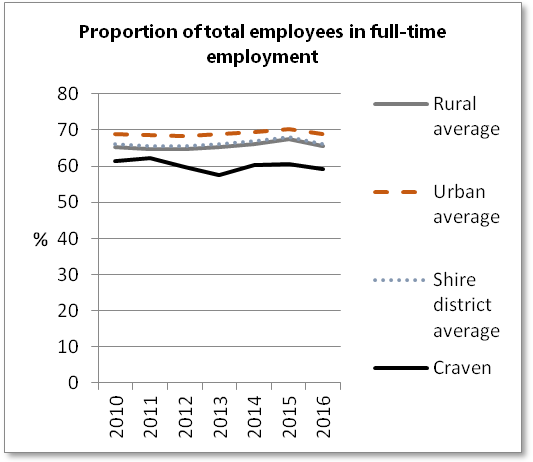 Proportion of total employees in full-time
employment
80
70
60
50
40
30
20
10
0
%
2010
2011
2012
2013
2014
2015
2016
Rural
average
Urban
average
Shire
district
average
Craven